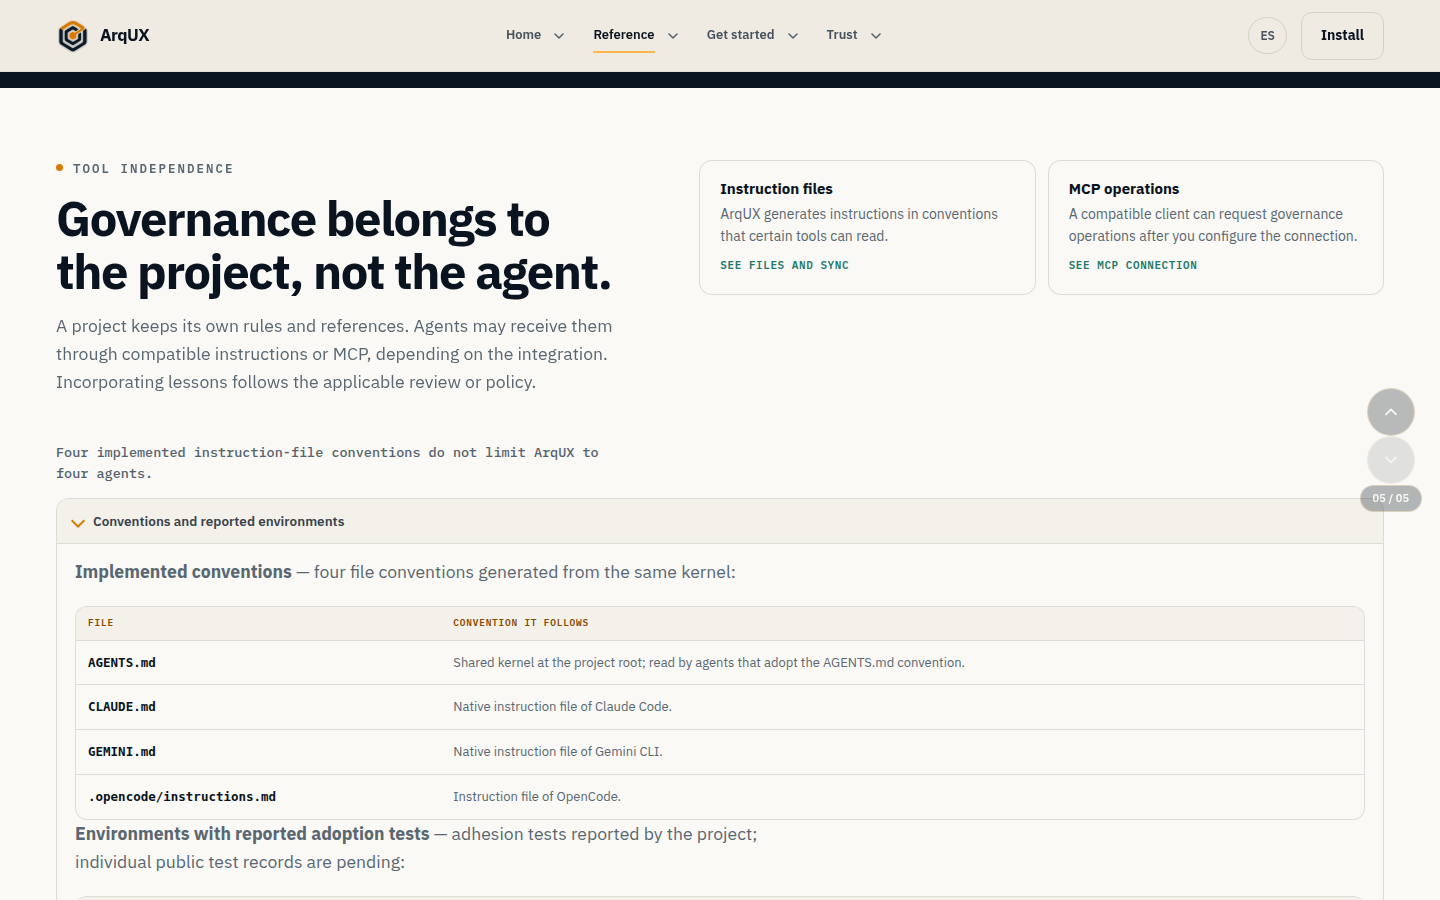 ArqUX
Home
Reference
Get started
Trust
ES
Install
TOOL INDEPENDENCE
Governance belongs to
the project, not the agent.
A project keeps its own rules and references. Agents may receive them
through compatible instructions or MCP, depending on the integration.
Incorporating lessons follows the applicable review or policy.
Instruction files
ArqUX generates instructions in conventions
that certain tools can read.
SEE FILES AND SYNC
MCP operations
A compatible client can request governance
operations after you configure the connection.
SEE MCP CONNECTION
Four implemented instruction-file conventions do not limit ArqUX to
four agents.
05 / 05
Conventions and reported environments
Implemented conventions — four file conventions generated from the same kernel:
FILE CONVENTION IT FOLLOWS
AGENTS.md Shared kernel at the project root; read by agents that adopt the AGENTS.md convention.
CLAUDE.md Native instruction file of Claude Code.
GEMINI.md Native instruction file of Gemini CLI.
.opencode/instructions.md Instruction file of OpenCode.
Environments with reported adoption tests — adhesion tests reported by the project;
individual public test records are pending: